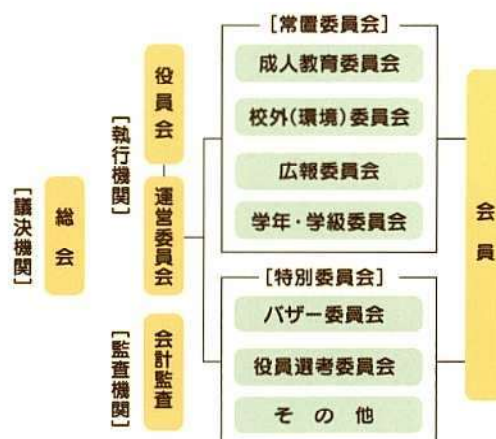 [議決機関]
総会
[執行機関]
役員会
運営委員会
[監査機関]
会計監査
[常置委員会]
成人教育委員会
校外(環境)委員会
広報委員会
学年・学級委員会
[特別委員会]
バザー委員会
役員選考委員会
その他
会員